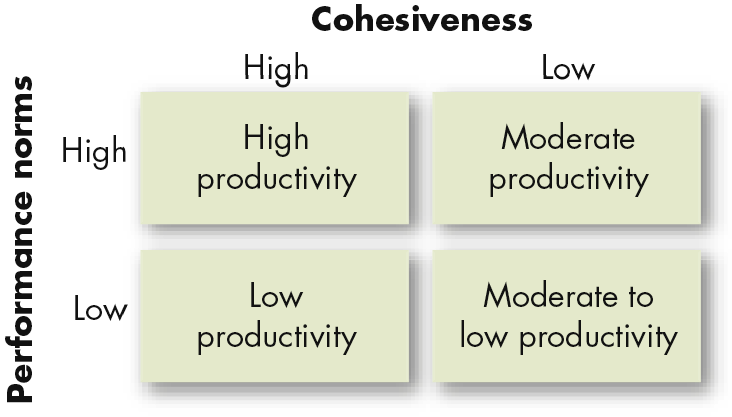 Cohesiveness
High
Low
Performance norms
High
High
productivity
Moderate
productivity
Low
Low
productivity
Moderate to
low productivity